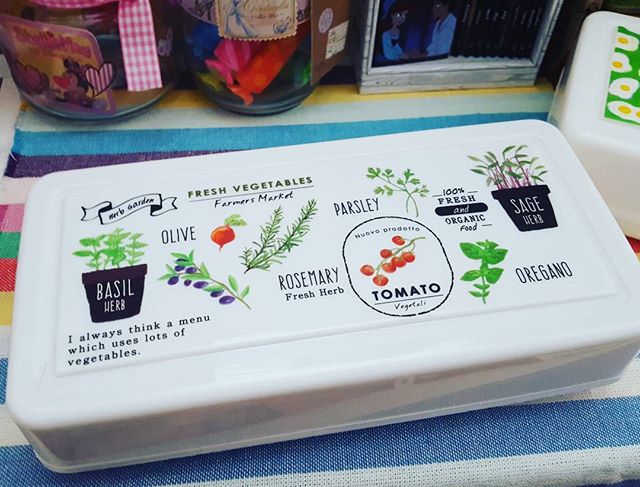 Herb Garden
FRESH VEGETABLES
Farmers Market
BASIL
HERB
OLIVE
ROSEMARY
Fresh Herb
PARSLEY
Nuovo prodotto
TOMATO
Vegetali
100%
FRESH
and
ORGANIC
Food
SAGE
HERB
OREGANO
I always think a menu
which uses lots of
vegetables.